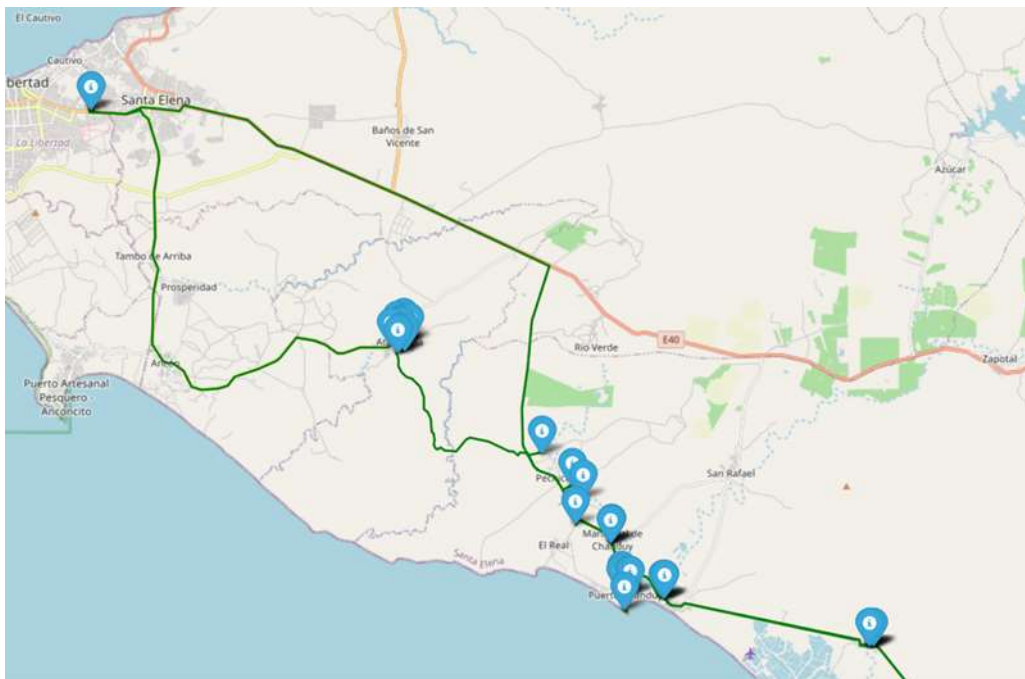 El Cautivo
Cautivo
bertad
Santa Elena
La Libertad
Baños de San
Vicente
Azúcar
Tambo de Arriba
Prosperidad
E40
Rio Verde
Zapotal
Puerto Artesanal
Pesquero
Anconcito
San Rafael
El Real
Chanduy
Santa Elena